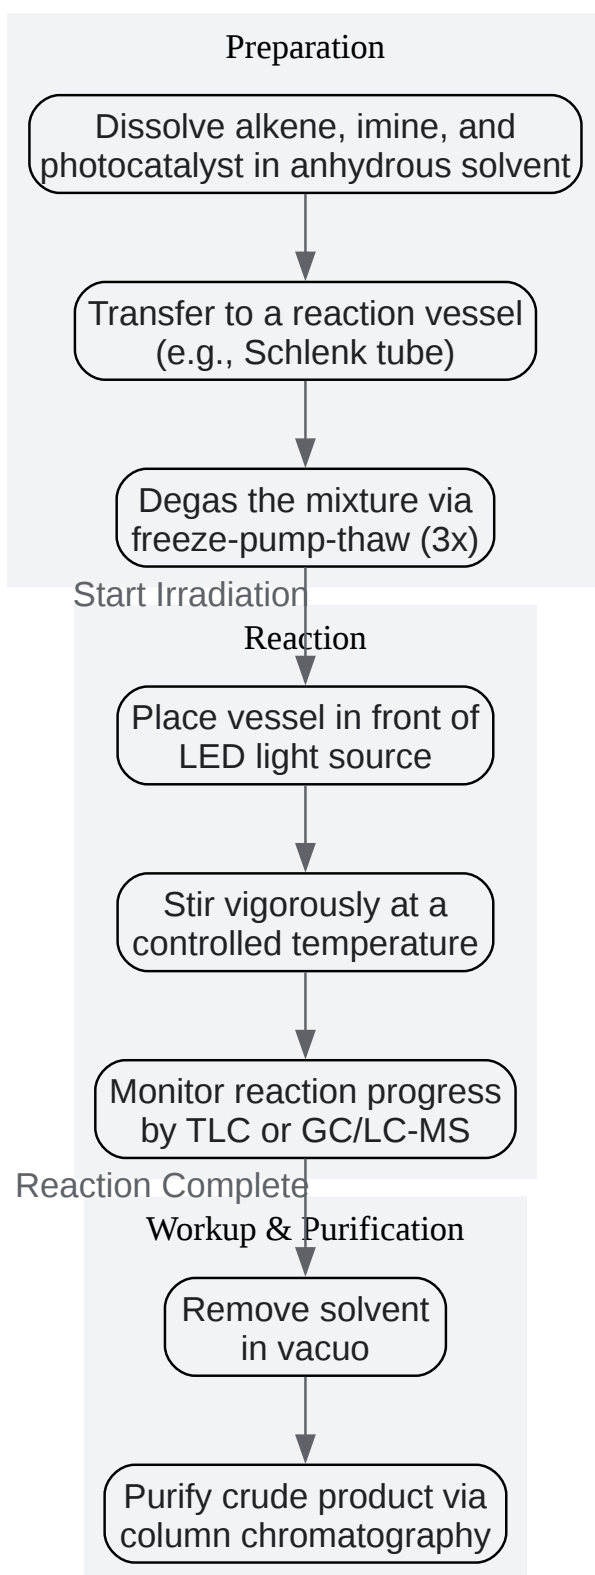 Preparation
Dissolve alkene, imine, and
photocatalyst in anhydrous solvent
Transfer to a reaction vessel
(e.g., Schlenk tube)
Degas the mixture via
freeze-pump-thaw (3x)
Start Irradiation
Reaction
Place vessel in front of
LED light source
Stir vigorously at a
controlled temperature
Monitor reaction progress
by TLC or GC/LC-MS
Reaction Complete
Workup & Purification
Remove solvent
in vacuo
Purify crude product via
column chromatography